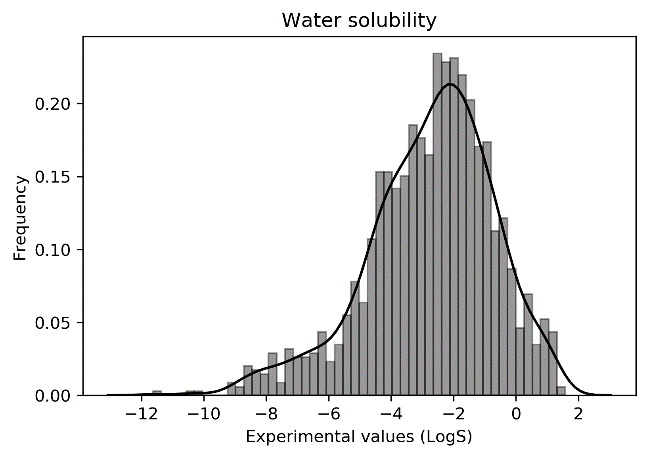 Water solubility
0.20
0.15
0.10
0.05
0.00
Frequency
−12 −10 −8 −6 −4 −2 0 2
Experimental values (LogS)